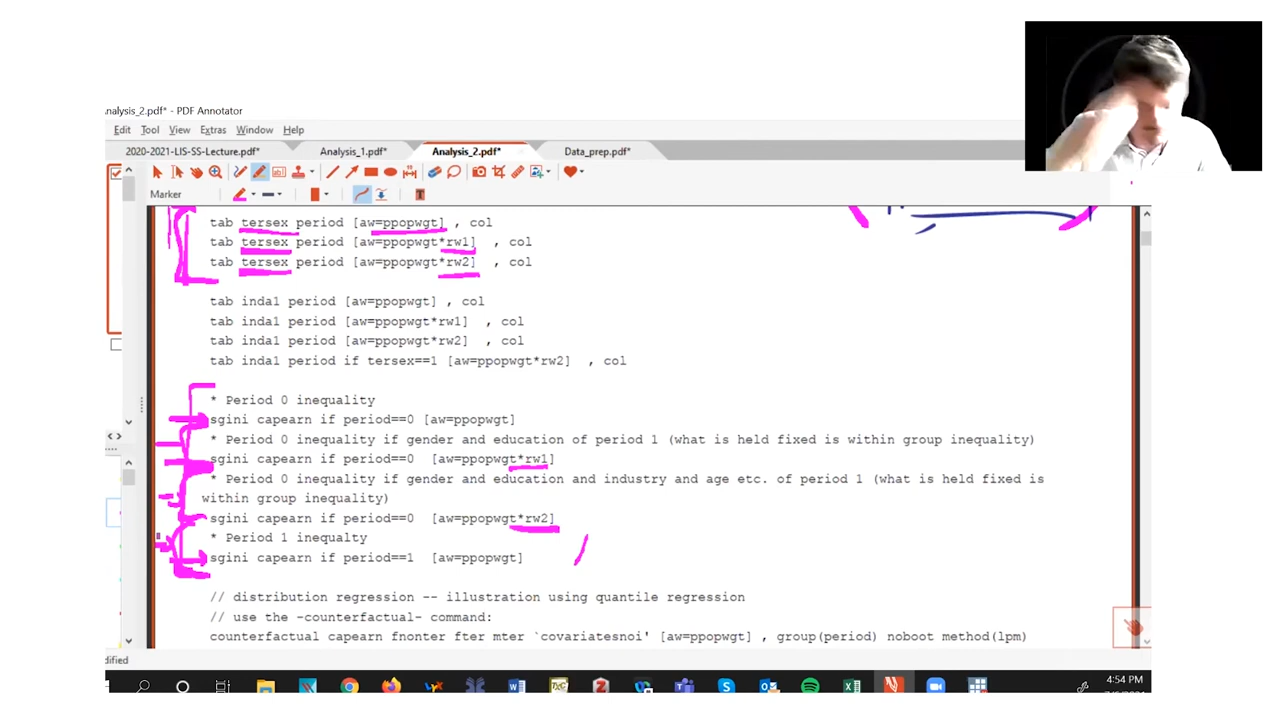 nalysis_2.pdf* - PDF Annotator
Edit Tool View Extras Window Help
2020-2021-LIS-SS-Lecture.pdf* Analysis_1.pdf* Analysis_2.pdf* Data_prep.pdf*
Marker
tab tersex period [aw=ppopwgt] , col
tab tersex period [aw=ppopwgt*rw1] , col
tab tersex period [aw=ppopwgt*rw2] , col
tab inda1 period [aw=ppopwgt] , col
tab inda1 period [aw=ppopwgt*rw1] , col
tab inda1 period [aw=ppopwgt*rw2] , col
tab inda1 period if tersex==1 [aw=ppopwgt*rw2] , col
* Period 0 inequality
sgini capearn if period==0 [aw=ppopwgt]
* Period 0 inequality if gender and education of period 1 (what is held fixed is within group inequality)
sgini capearn if period==0 [aw=ppopwgt*rw1]
* Period 0 inequality if gender and education and industry and age etc. of period 1 (what is held fixed is
within group inequality)
sgini capearn if period==0 [aw=ppopwgt*rw2]
* Period 1 inequalty
sgini capearn if period==1 [aw=ppopwgt]
// distribution regression -- illustration using quantile regression
// use the -counterfactual- command:
counterfactual capearn fnonter fter mter `covariatesnoi' [aw=ppopwgt] , group(period) noboot method(lpm)
dified
4:54 PM